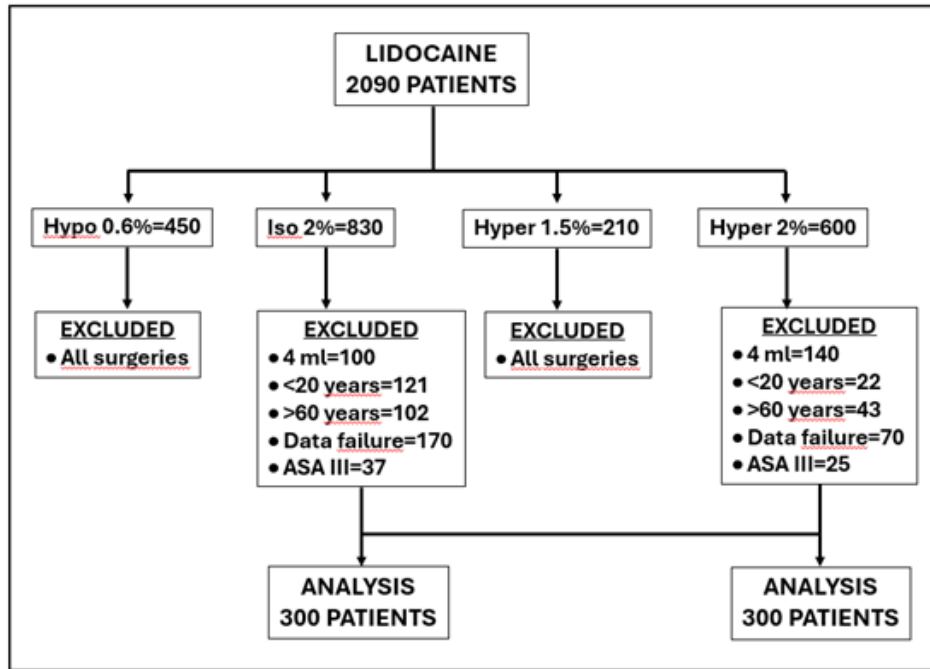 LIDOCAINE
2090 PATIENTS
Hypo 0.6%=450
Iso 2%=830
Hyper 1.5%=210
Hyper 2%=600
EXCLUDED
● All surgeries
EXCLUDED
● 4 ml=100
● <20 years=121
● >60 years=102
● Data failure=170
● ASA III=37
EXCLUDED
● All surgeries
EXCLUDED
● 4 ml=140
● <20 years=22
● >60 years=43
● Data failure=70
● ASA III=25
ANALYSIS
300 PATIENTS
ANALYSIS
300 PATIENTS